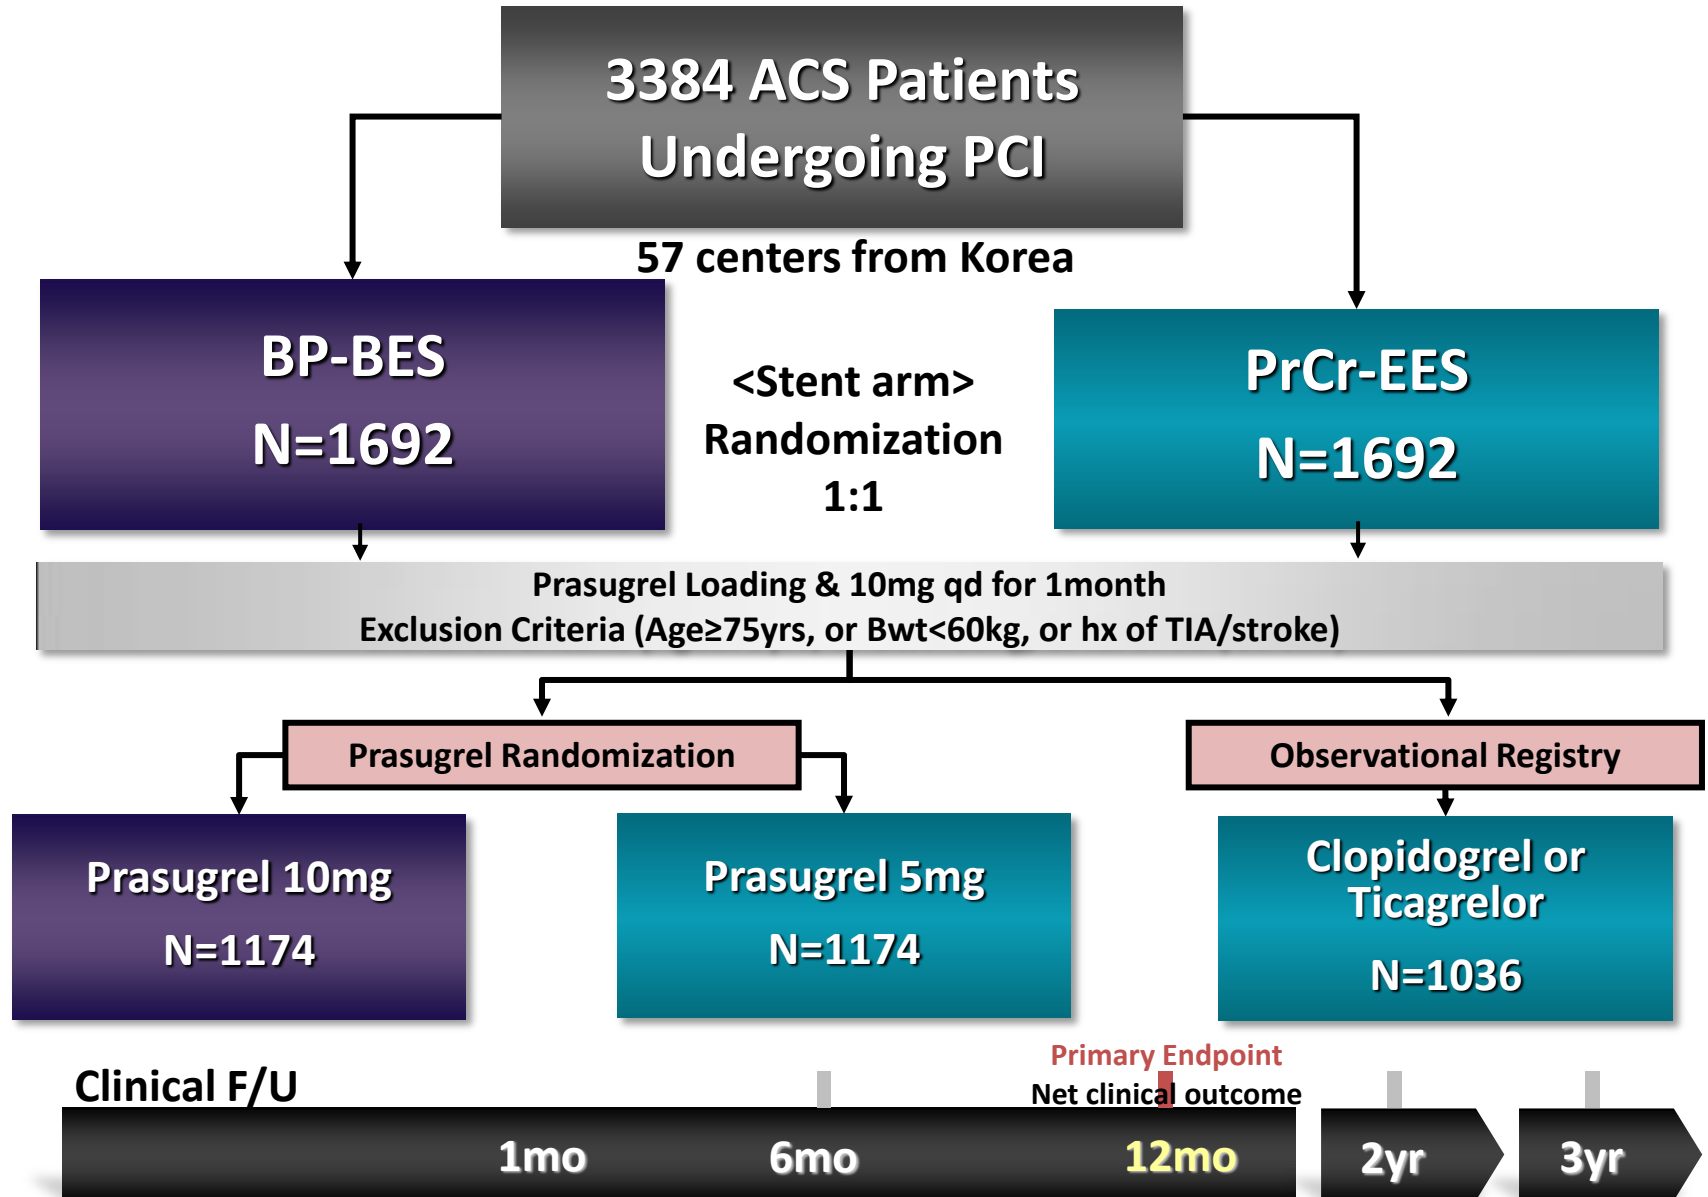 3384 ACS Patients
Undergoing PCI
57 centers from Korea
BP-BES
N=1692
<Stent arm>
Randomization
1:1
PrCr-EES
N=1692
Prasugrel Loading & 10mg qd for 1month
Exclusion Criteria (Age≥75yrs, or Bwt<60kg, or hx of TIA/stroke)
Prasugrel Randomization
Observational Registry
Prasugrel 10mg
N=1174
Prasugrel 5mg
N=1174
Clopidogrel or
Ticagrelor
N=1036
Primary Endpoint
Net clinical outcome
Clinical F/U
1mo
6mo
12mo
2yr
3yr